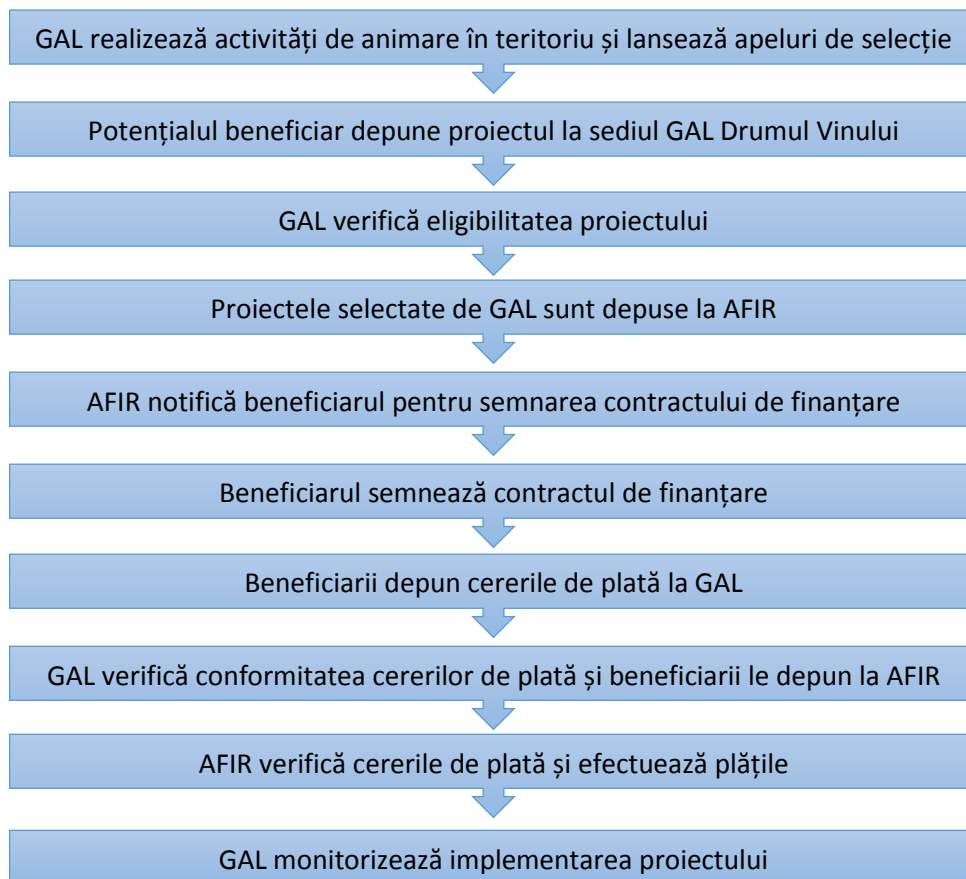 GAL realizează activități de animare în teritoriu și lansează apeluri de selecție
Potențialul beneficiar depune proiectul la sediul GAL Drumul Vinului
GAL verifică eligibilitatea proiectului
Proiectele selectate de GAL sunt depuse la AFIR
AFIR notifică beneficiarul pentru semnarea contractului de finanțare
Beneficiarul semnează contractul de finanțare
Beneficiarii depun cererile de plată la GAL
GAL verifică conformitatea cererilor de plată și beneficiarii le depun la AFIR
AFIR verifică cererile de plată și efectuează plățile
GAL monitorizează implementarea proiectului